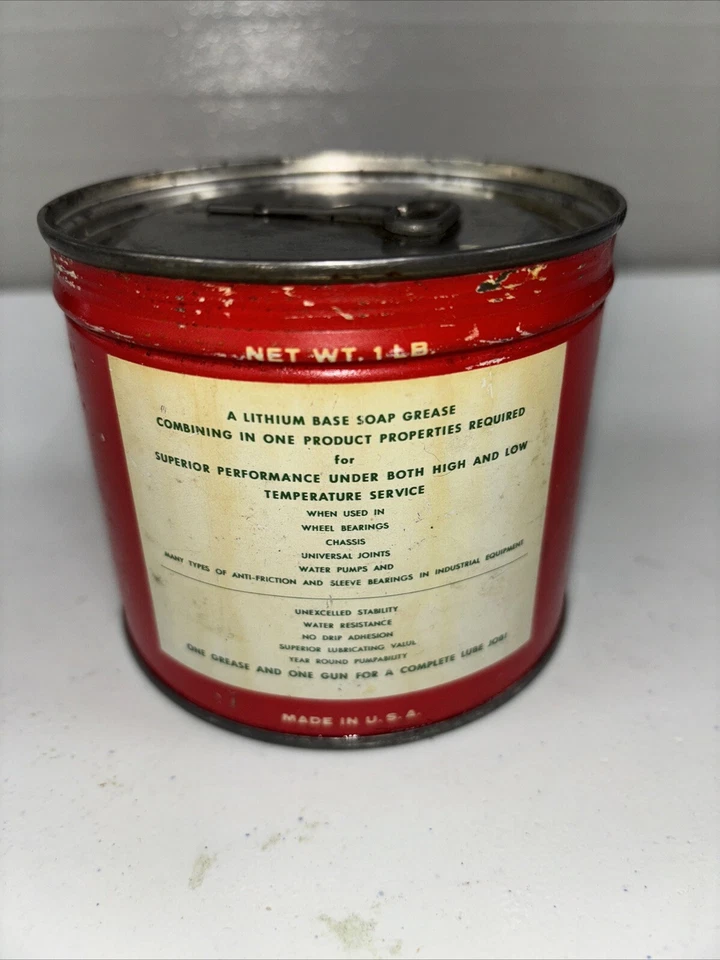 NET WT. 1 LB.
A LITHIUM BASE SOAP GREASE
COMBINING IN ONE PRODUCT PROPERTIES REQUIRED
for
SUPERIOR PERFORMANCE UNDER BOTH HIGH AND LOW
TEMPERATURE SERVICE
WHEN USED IN
WHEEL BEARINGS
CHASSIS
UNIVERSAL JOINTS
WATER PUMPS AND
MANY TYPES OF ANTI-FRICTION AND SLEEVE BEARINGS IN INDUSTRIAL EQUIPMENT
UNEXCELLED STABILITY
WATER RESISTANCE
NO DRIP ADHESION
SUPERIOR LUBRICATING VALUE
YEAR ROUND PUMPABILITY
ONE GREASE AND ONE GUN FOR A COMPLETE LUBE JOB!
MADE IN U.S.A.